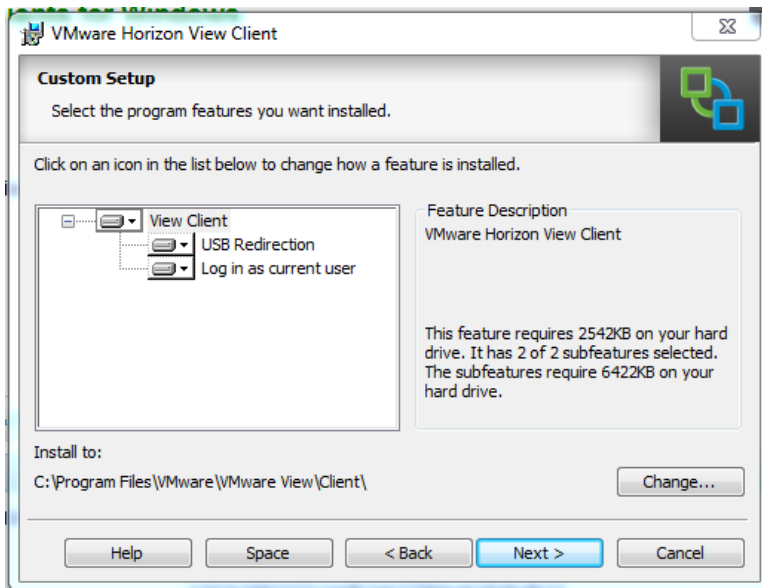 ents for Windows
VMware Horizon View Client
Custom Setup
Select the program features you want installed.
Click on an icon in the list below to change how a feature is installed.
View Client
USB Redirection
Log in as current user
Feature Description
VMware Horizon View Client
This feature requires 2542KB on your hard
drive. It has 2 of 2 subfeatures selected.
The subfeatures require 6422KB on your
hard drive.
Install to:
C:\Program Files\VMware\VMware View\Client\
Change...
Help
Space
< Back
Next >
Cancel